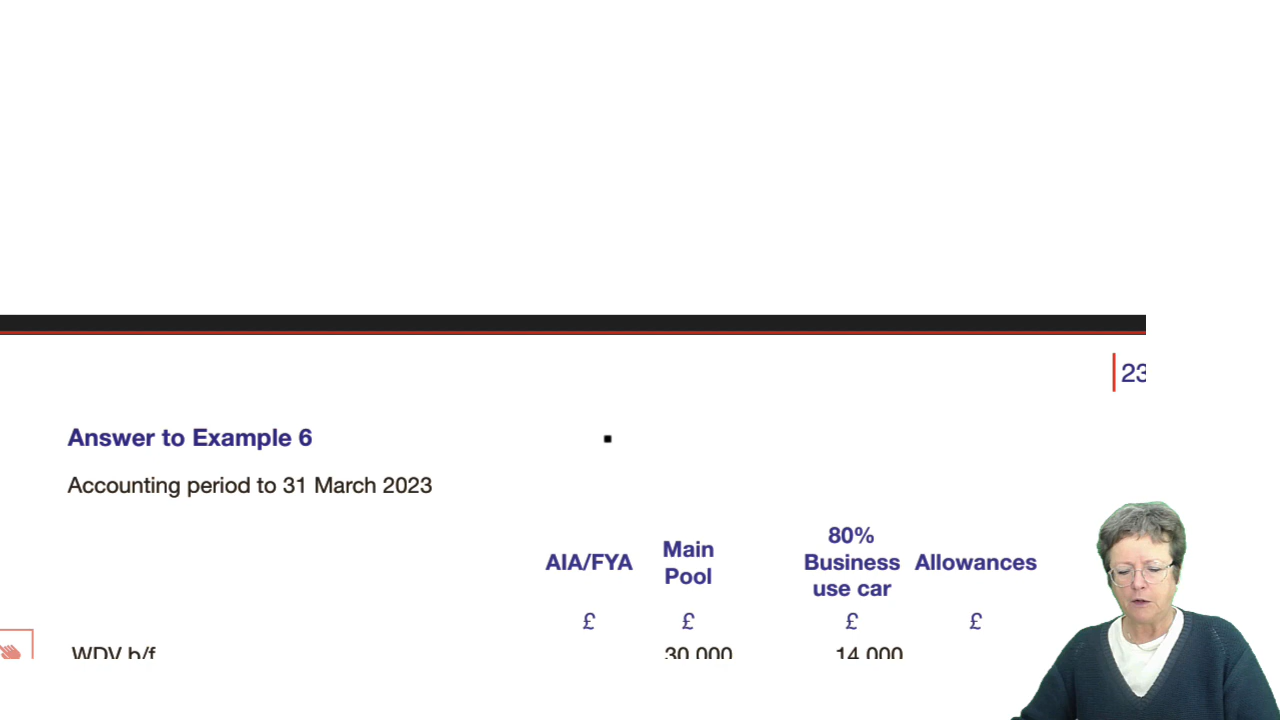 23
Answer to Example 6
Accounting period to 31 March 2023
AIA/FYA Main Pool 80% Business use car Allowances
£ £ £ £
WDV b/f 30,000 14,000